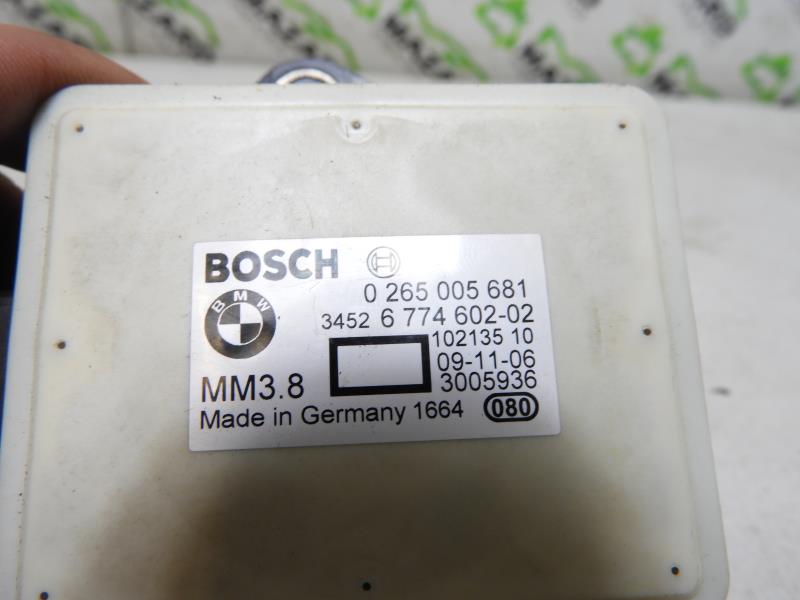 BOSCH
0 265 005 681
BMW
3452 6 774 602-02
102135 10
09-11-06
MM3.8
3005936
Made in Germany 1664 080